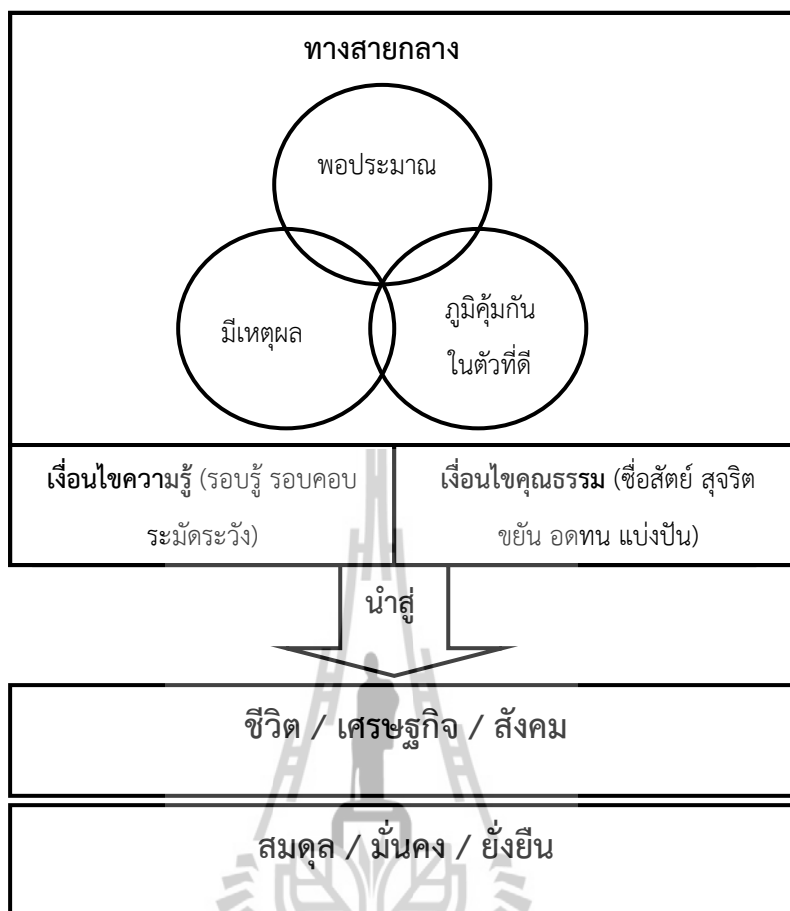 ทางสายกลาง
พอประมาณ
มีเหตุผล
ภูมิคุ้มกัน
ในตัวที่ดี
เงื่อนไขความรู้ (รอบรู้ รอบคอบ
ระมัดระวัง)
เงื่อนไขคุณธรรม (ซื่อสัตย์ สุจริต
ขยัน อดทน แบ่งปัน)
นำสู่
ชีวิต / เศรษฐกิจ / สังคม
สมดุล / มั่นคง / ยั่งยืน